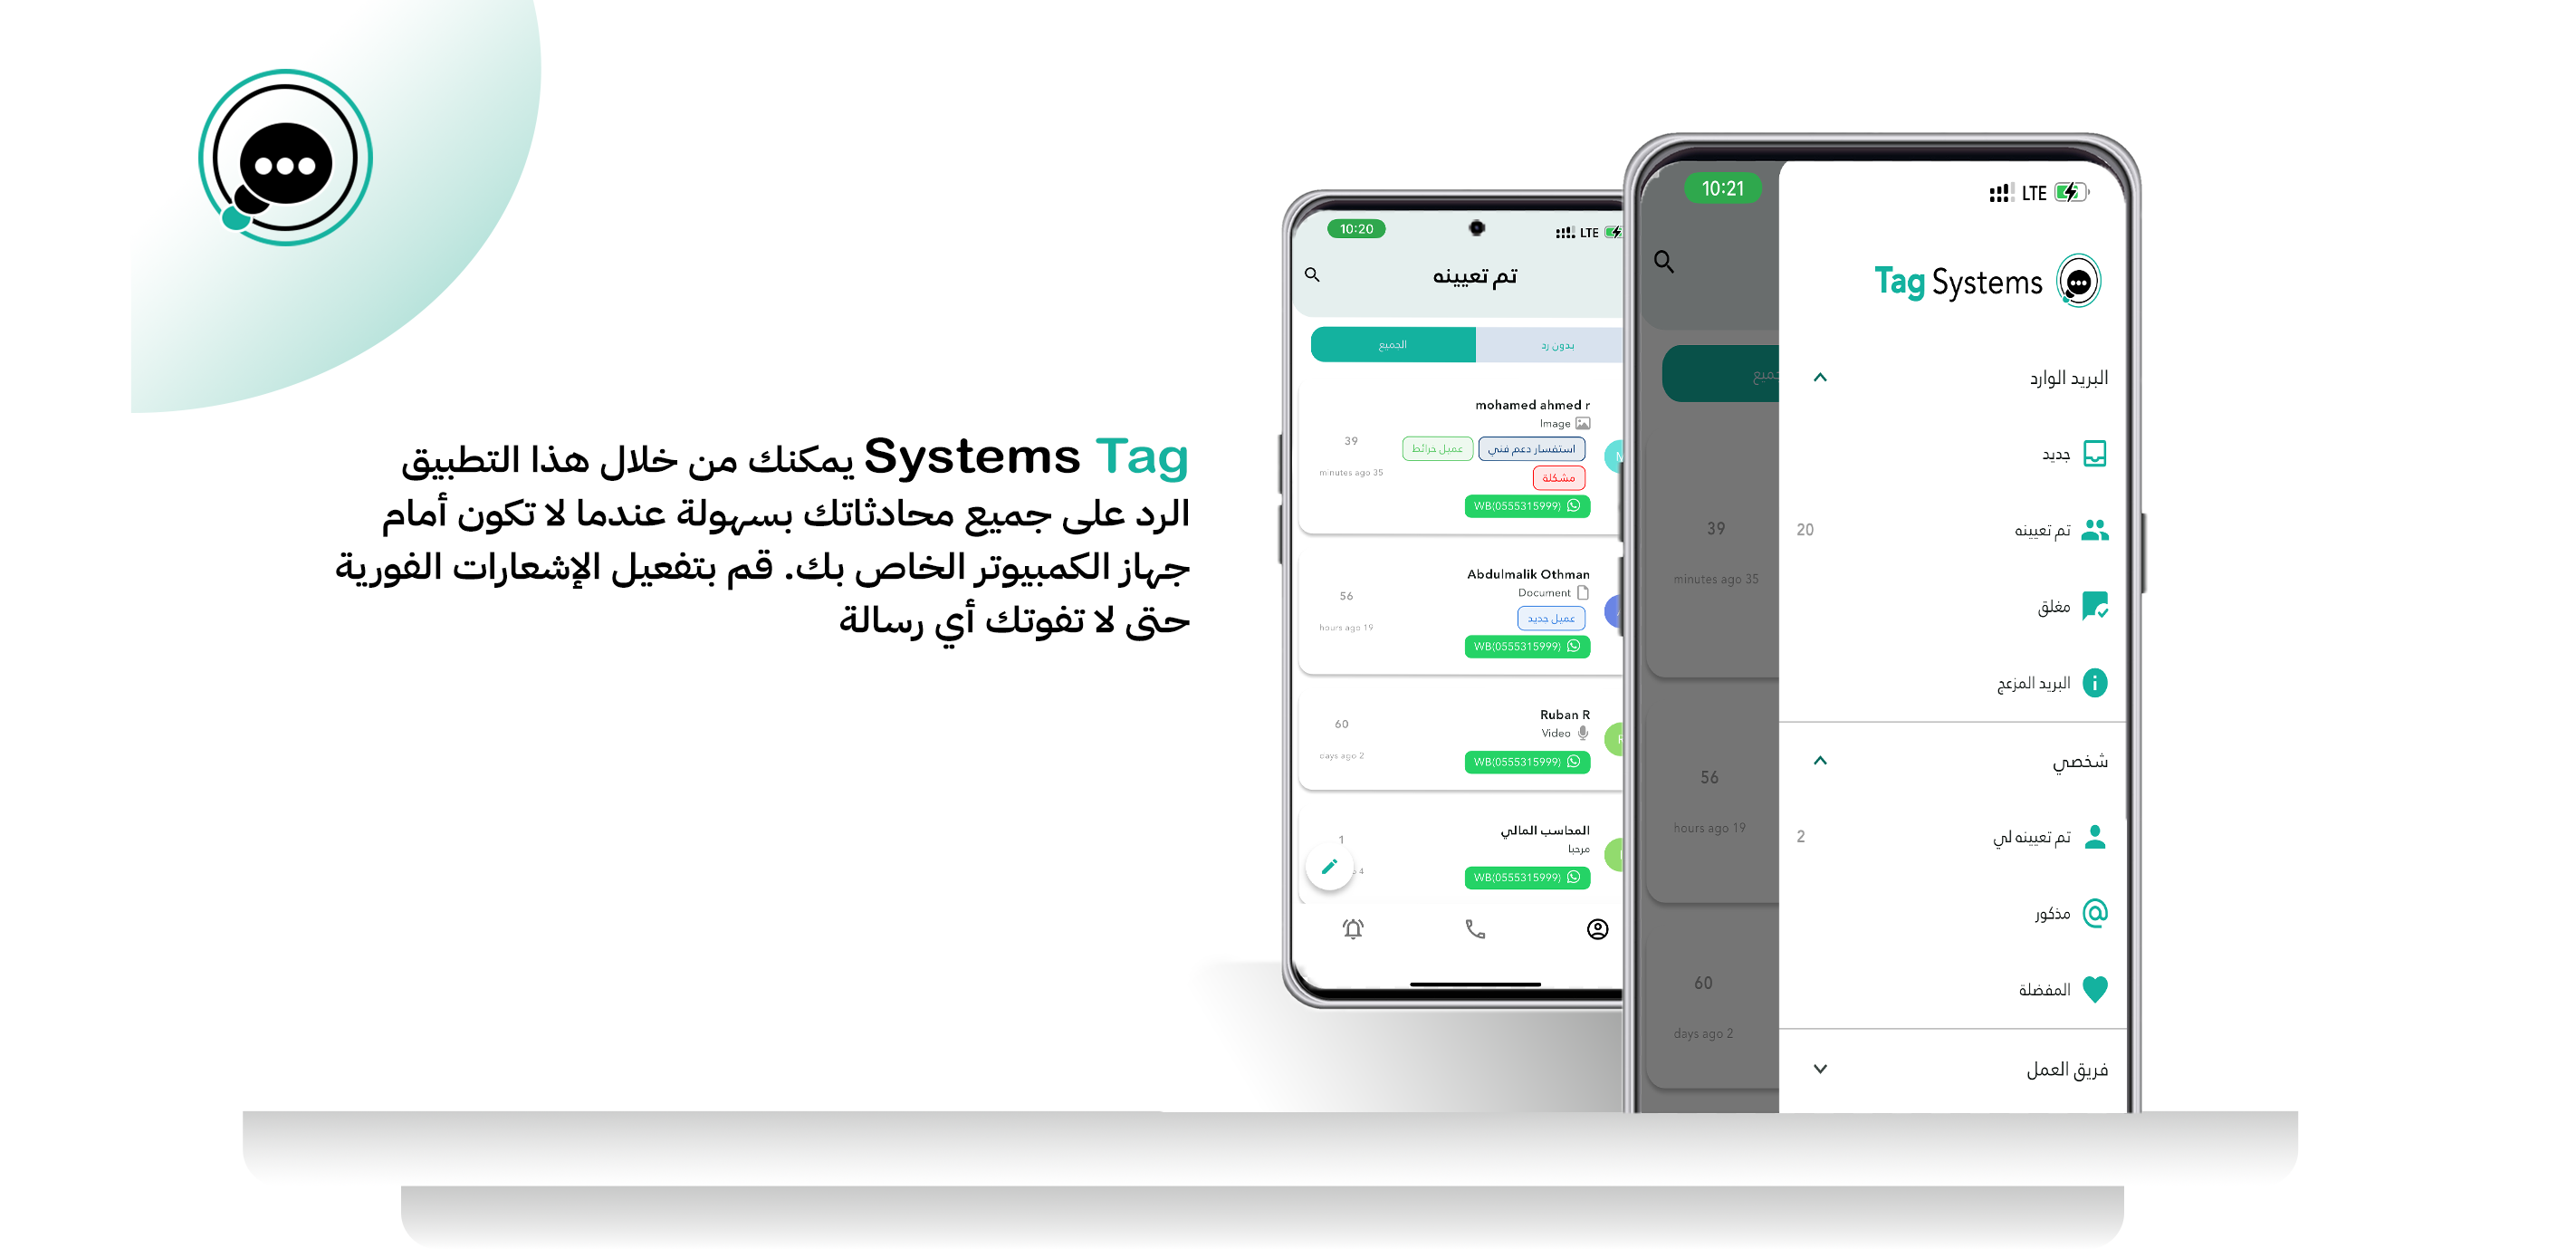 Systems Tag يمكنك من خلال هذا التطبيق
الرد على جميع محادثاتك بسهولة عندما لا تكون أمام
جهاز الكمبيوتر الخاص بك. قم بتفعيل الإشعارات الفورية
حتى لا تفوتك أي رسالة
10:20
LTE
تم تعيينه
الجميع
بدون رد
mohamed ahmed r
Image
39
استفسار دعم فني
عميل خرائط
minutes ago 35
مشكلة
WB(0555315999)
Abdulmalik Othman
Document
56
عميل جديد
hours ago 19
WB(0555315999)
Ruban R
Video
60
days ago 2
WB(0555315999)
المحاسب المالي
مرحبا
1
4
WB(0555315999)
10:21
LTE
Tag Systems
البريد الوارد
جديد
تم تعيينه
20
مغلق
البريد المزعج
شخصي
تم تعيينه لي
2
مذكور
المفضلة
فريق العمل
39
minutes ago 35
56
hours ago 19
60
days ago 2